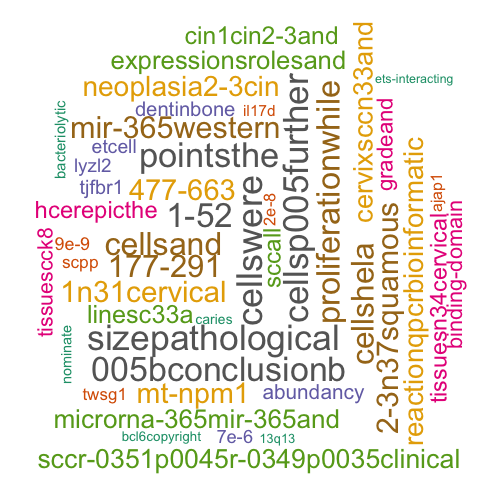 cin1cin2-3and
expressionsrolesand
ets-interacting
neoplasia2-3cin
dentinbone
il17d
bacteriolytic
mir-365western
etcell
pointsthe
lyzl2
tjfbr1
477-663
hcerepicthe
1-52
2e-8
tissuescck8
9e-9
cellsand
scpp
177-291
1n31cervical
linesc33a
caries
sccall
cellswere
cellsp005further
proliferationwhile
cervixsccn33and
gradeand
cellshela
2-3n37squamous
reactionqpcrbioinformatic
tissuesn34cervical
binding-domain
ajap1
sizepathological
nominate
005bconclusionb
twsg1
mt-npm1
abundancy
microrna-365mir-365and
bcl6copyright
7e-6
13q13
sccr-0351p0045r-0349p0035clinical